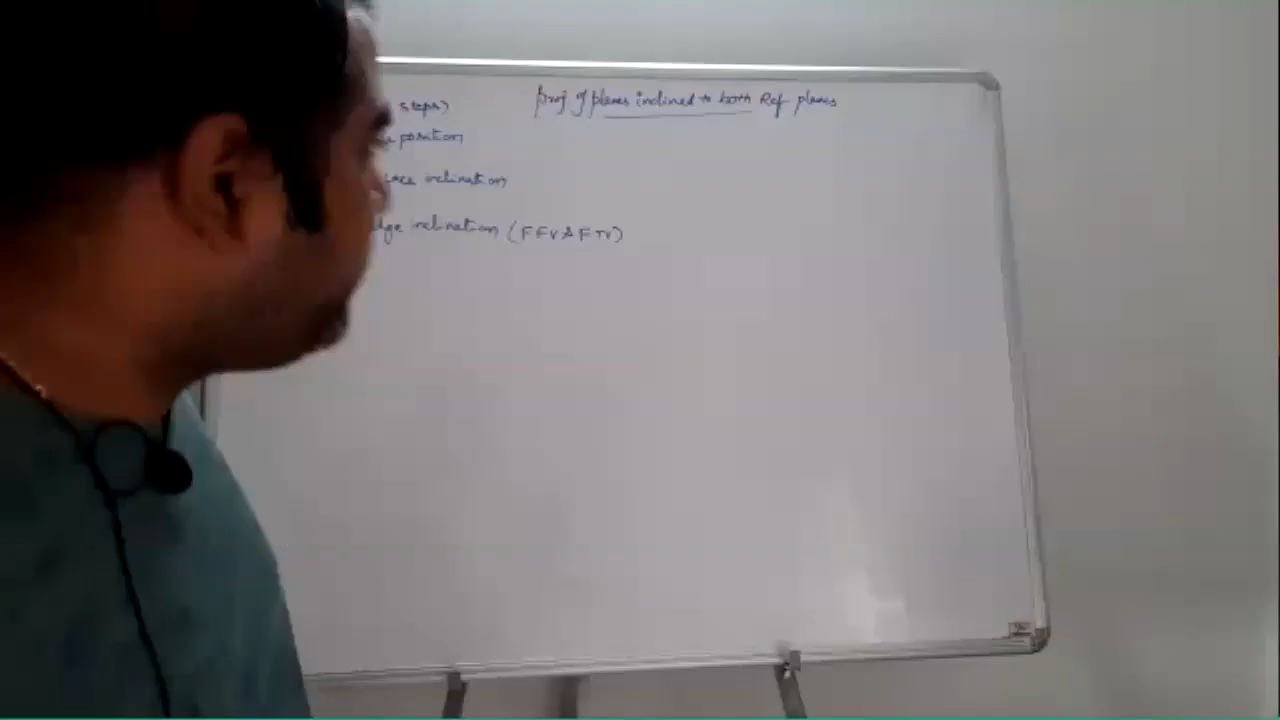 Proj of planes inclined to both Ref planes
steps)
position
inclination
inclination (FFV & FTV)